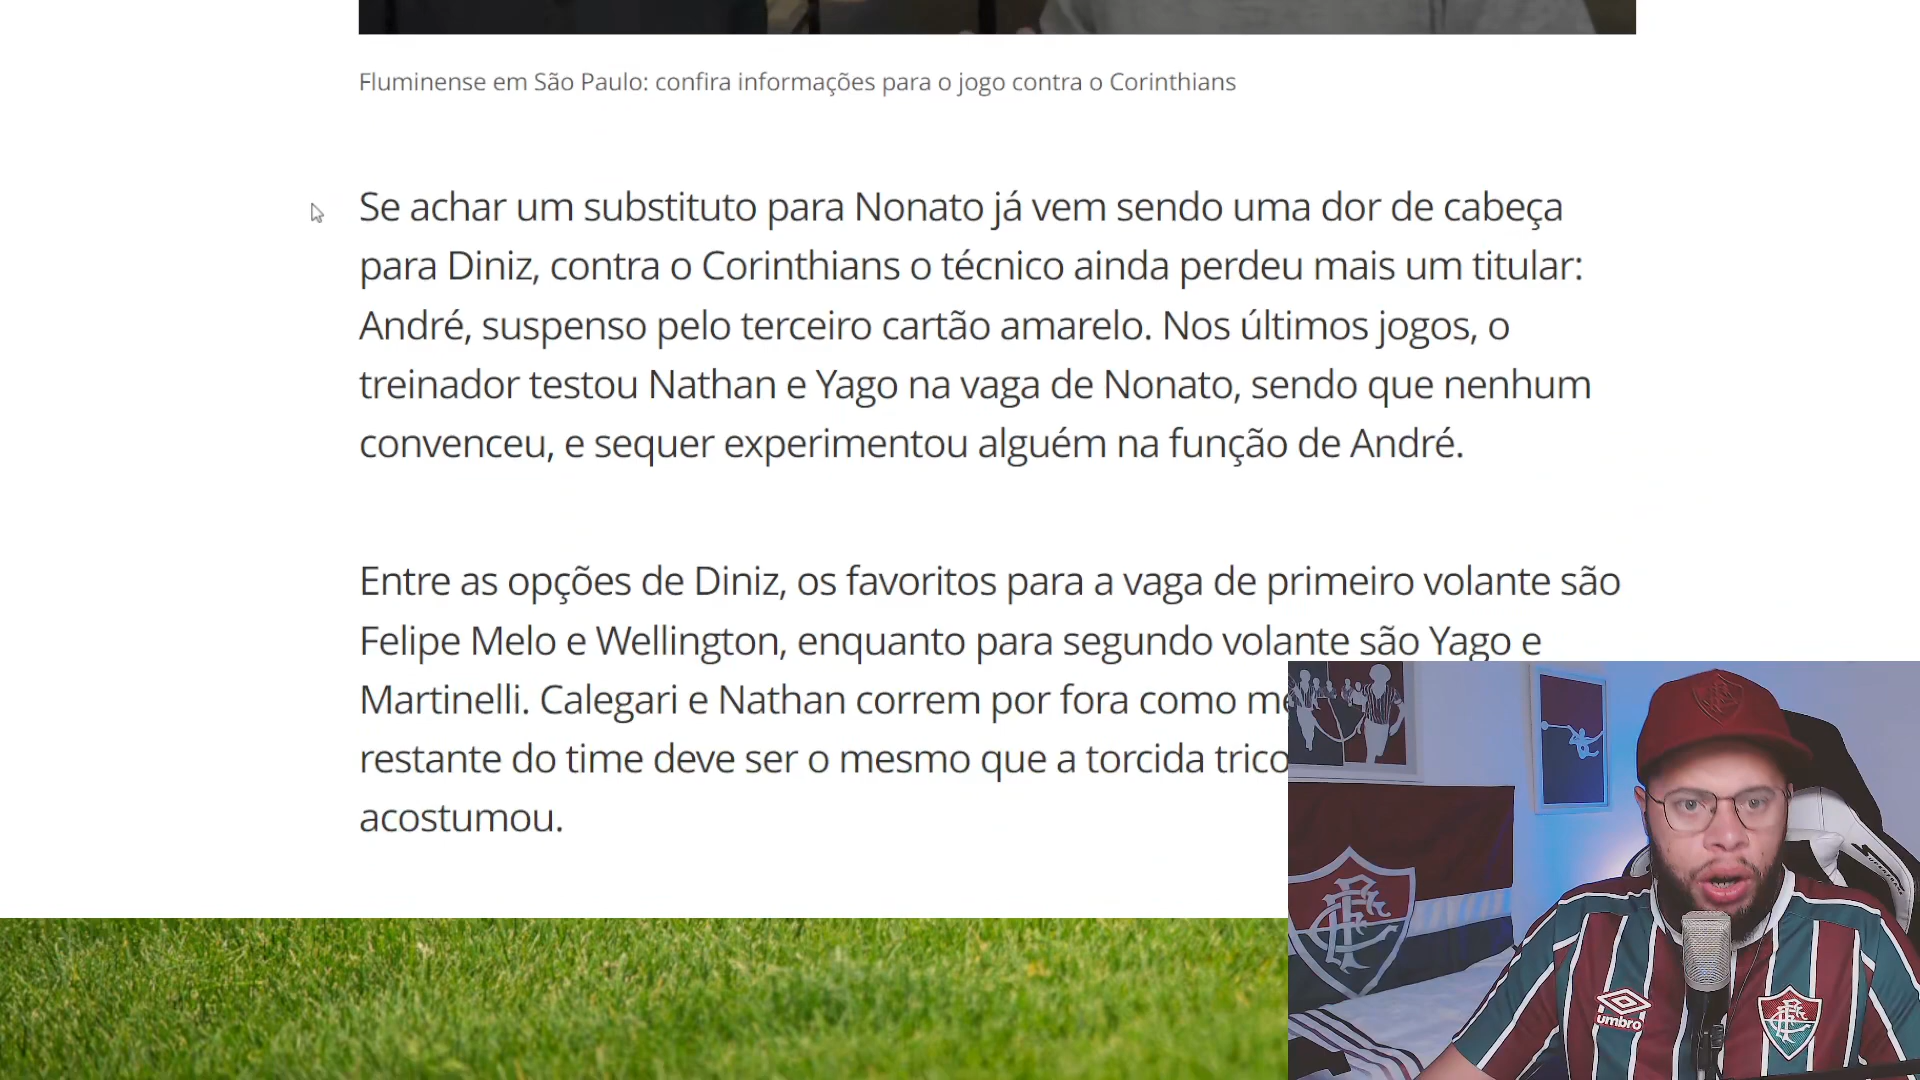 Fluminense em São Paulo: confira informações para o jogo contra o Corinthians
Se achar um substituto para Nonato já vem sendo uma dor de cabeça
para Diniz, contra o Corinthians o técnico ainda perdeu mais um titular:
André, suspenso pelo terceiro cartão amarelo. Nos últimos jogos, o
treinador testou Nathan e Yago na vaga de Nonato, sendo que nenhum
convenceu, e sequer experimentou alguém na função de André.
Entre as opções de Diniz, os favoritos para a vaga de primeiro volante são
Felipe Melo e Wellington, enquanto para segundo volante são Yago e
Martinelli. Calegari e Nathan correm por fora como
restante do time deve ser o mesmo que a torcida
acostumou.
umbro